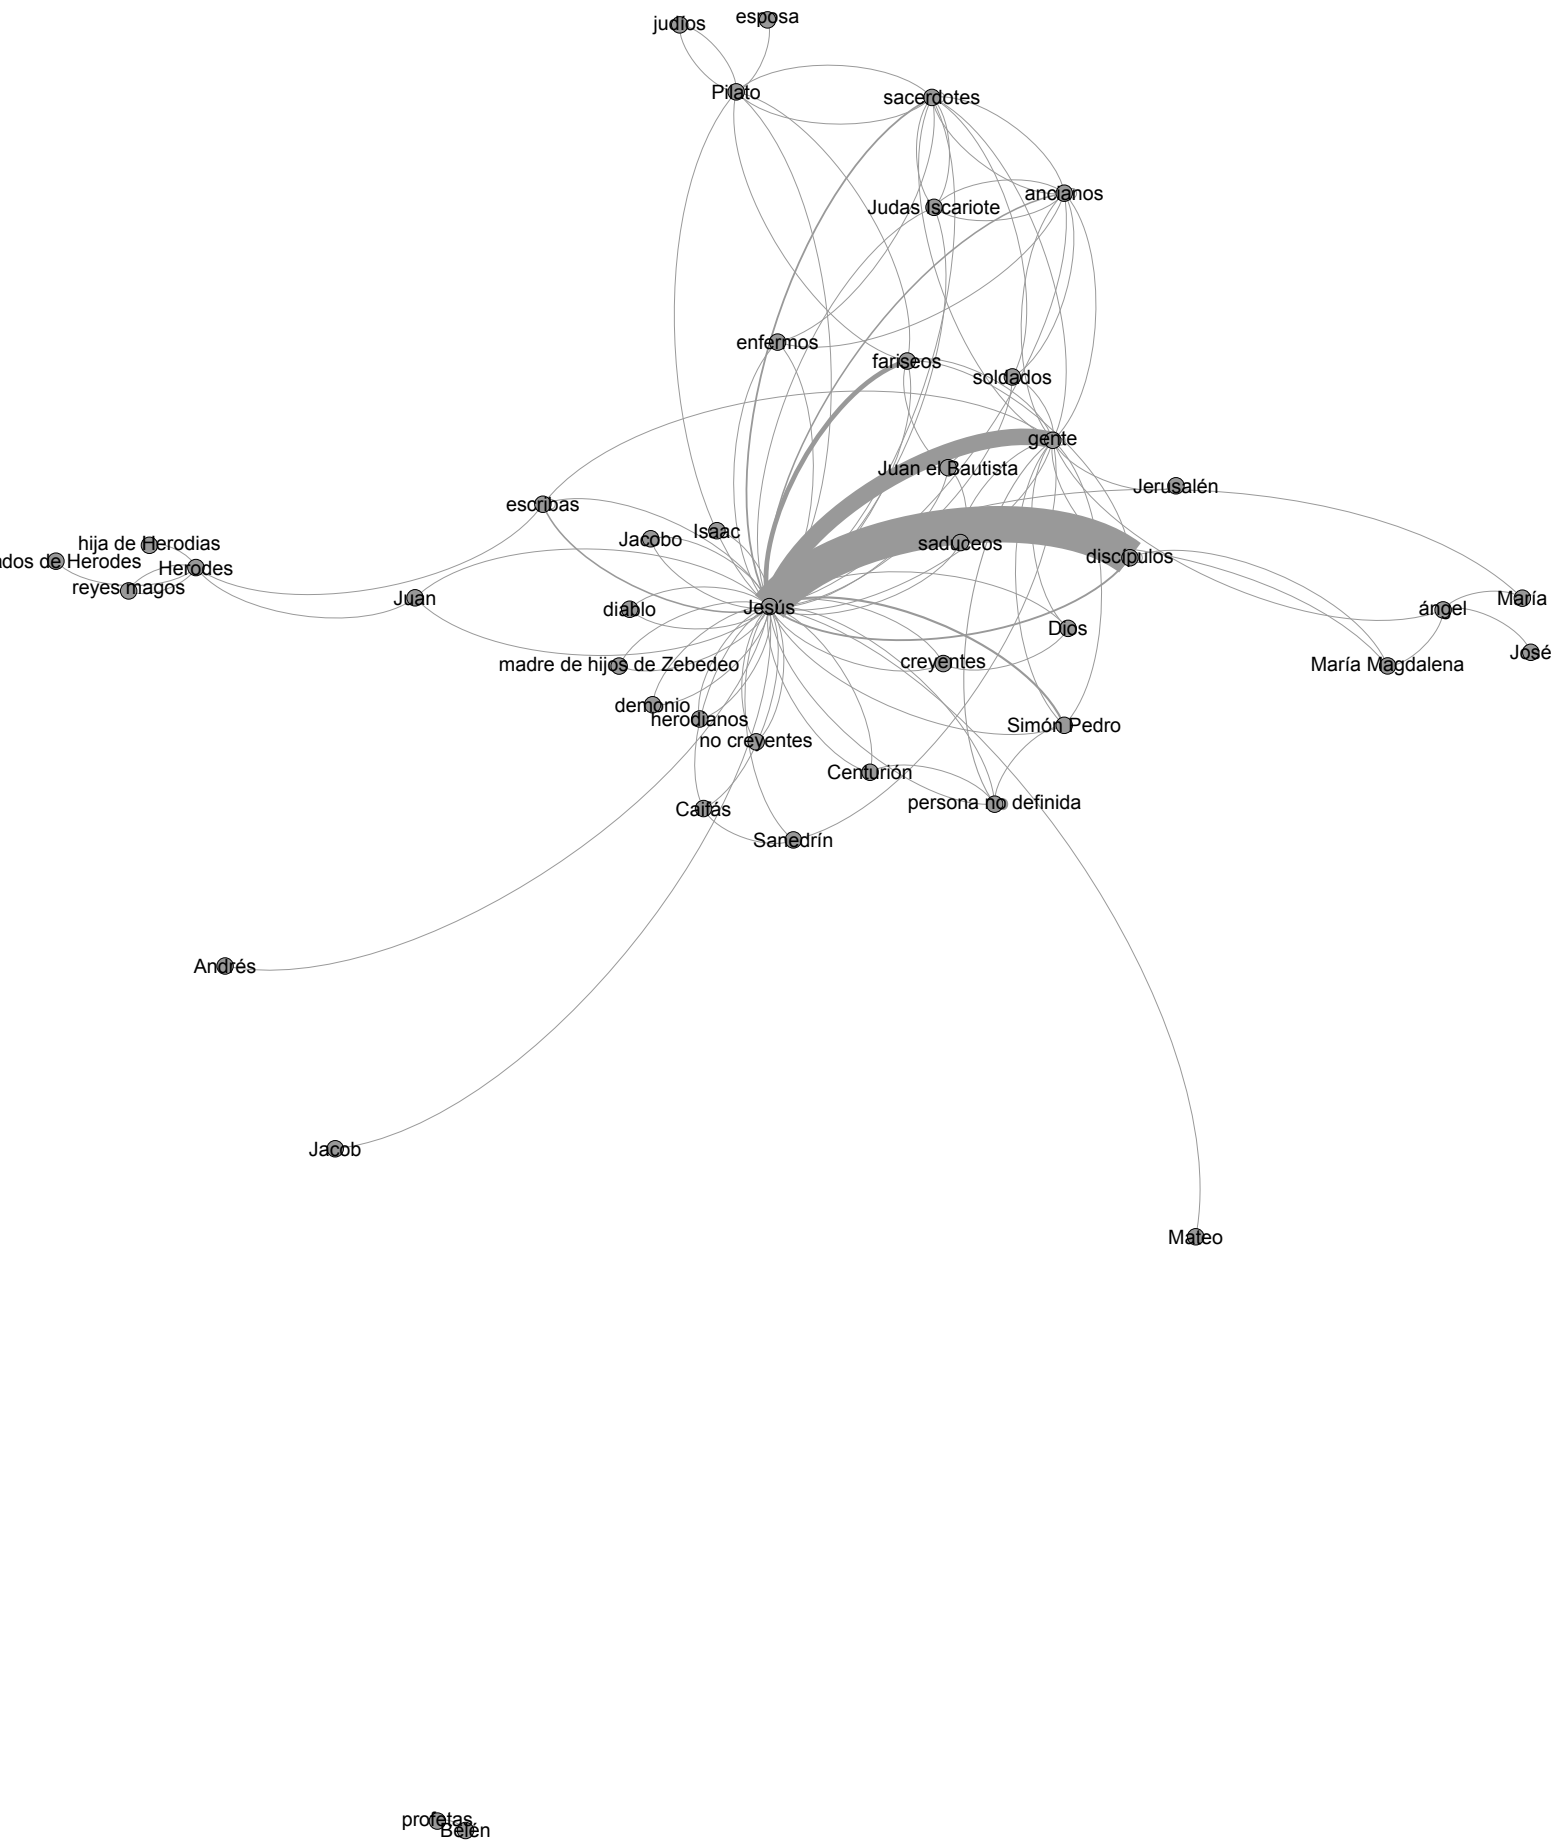 judíos
esposa
Pilato
sacerdotes
ancianos
Judas Iscariote
enfermos
fariseos
soldados
gente
Juan el Bautista
Jerusalén
escribas
Isaac
Jacobo
saduceos
hija de Herodias
discípulos
dos de Herodes
Herodes
reyes magos
Juan
diablo
Jesús
María
ángel
Dios
José
madre de hijos de Zebedeo
creyentes
María Magdalena
demonio
herodianos
Simón Pedro
no creyentes
Centurión
persona no definida
Caifás
Sanedrín
Andrés
Jacob
Mateo
profetas
Belén